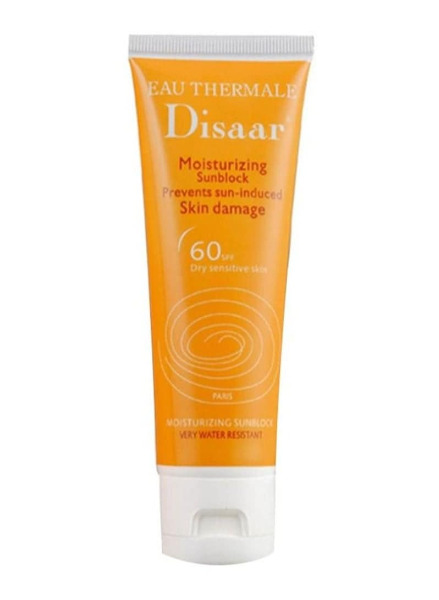 EAU THERMALE
Disaar
Moisturizing
Sunblock
Prevents sun-induced
Skin damage
60 SPF
Dry sensitive skin
PARIS
MOISTURIZING SUNBLOCK
VERY WATER RESISTANT